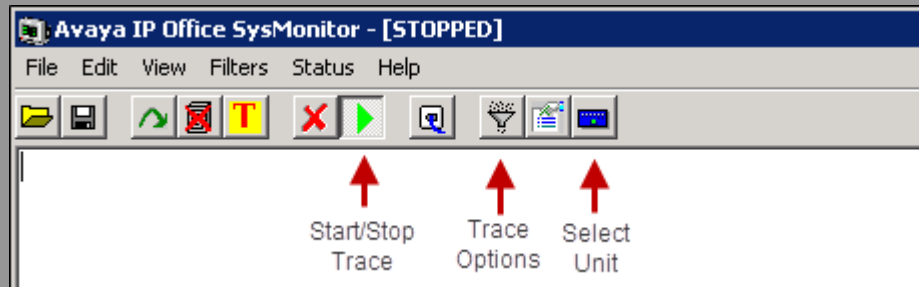 Avaya IP Office SysMonitor - [STOPPED]
File Edit View Filters Status Help
T
Start/Stop Trace
Trace Options
Select Unit